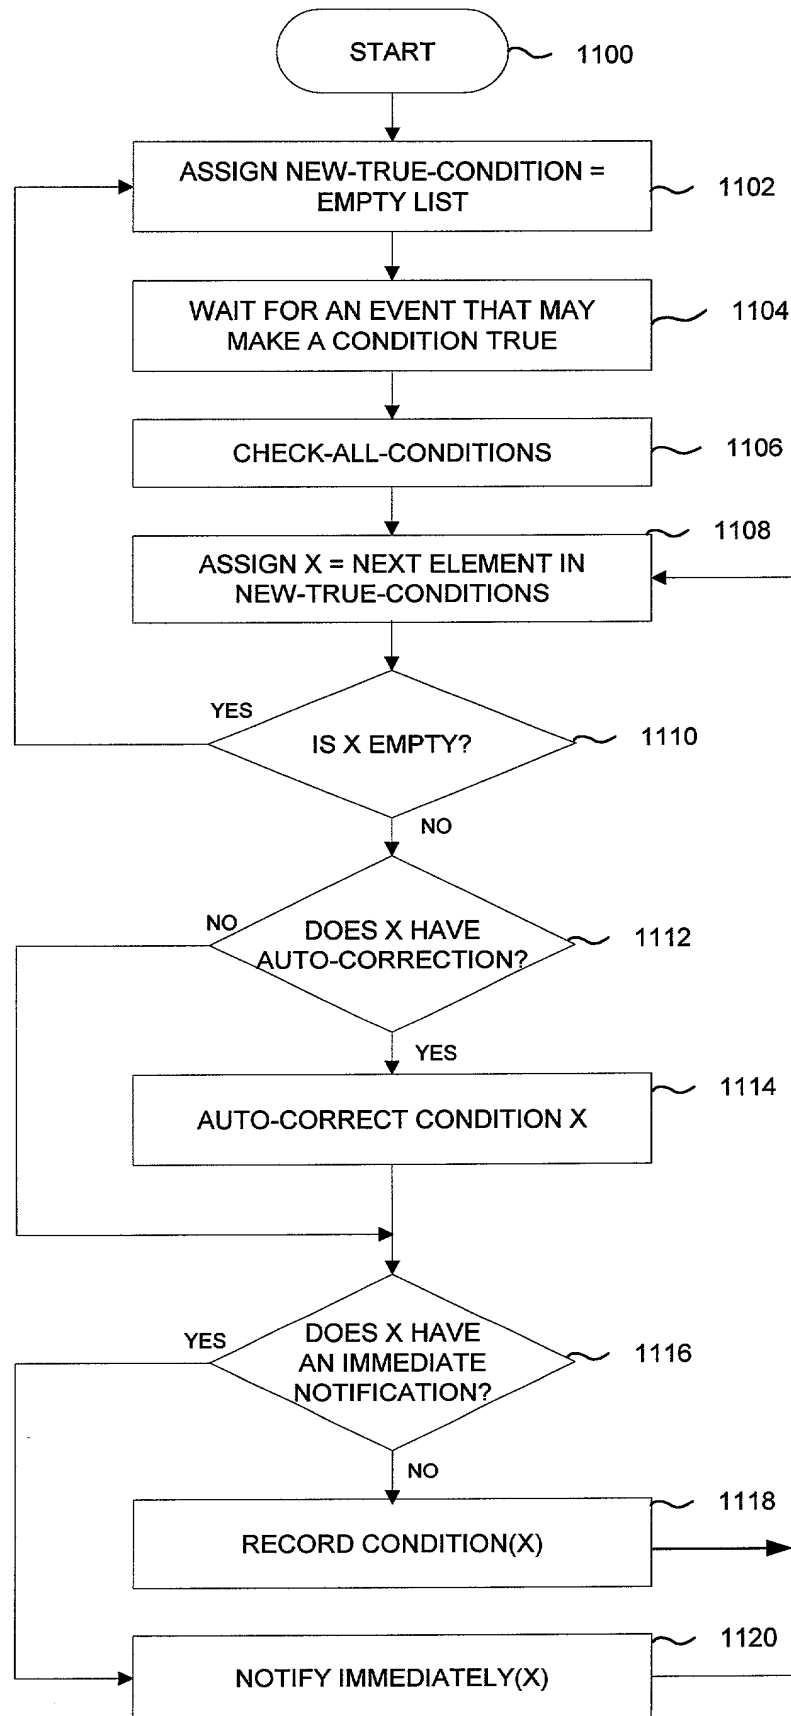 START
1100
ASSIGN NEW-TRUE-CONDITION =
EMPTY LIST
1102
WAIT FOR AN EVENT THAT MAY
MAKE A CONDITION TRUE
1104
CHECK-ALL-CONDITIONS
1106
1108
ASSIGN X = NEXT ELEMENT IN
NEW-TRUE-CONDITIONS
YES
IS X EMPTY?
1110
NO
NO
DOES X HAVE
AUTO-CORRECTION?
1112
YES
1114
AUTO-CORRECT CONDITION X
YES
DOES X HAVE
AN IMMEDIATE
NOTIFICATION?
1116
NO
1118
RECORD CONDITION(X)
1120
NOTIFY IMMEDIATELY(X)